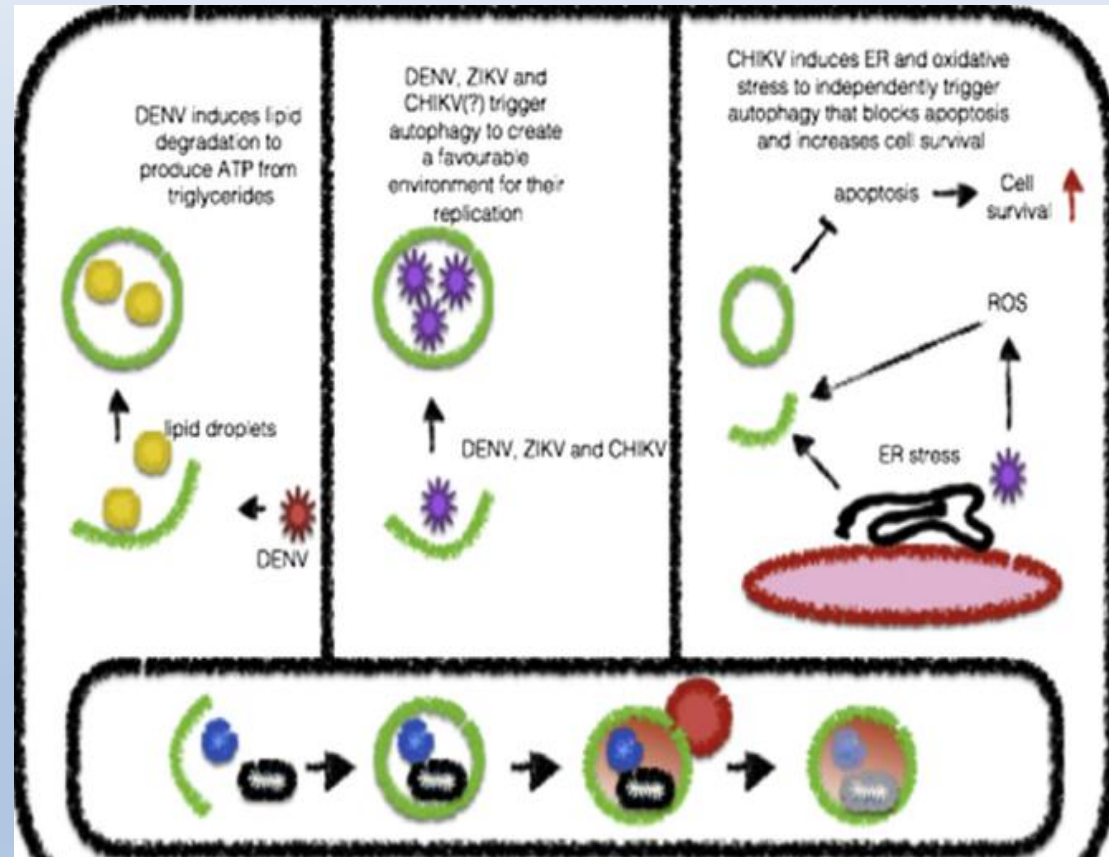 DENV induces lipid
degradation to
produce ATP from
triglycerides
lipid droplets
DENV
DENV, ZIKV and
CHIKV(?) trigger
autophagy to create
a favourable
environment for their
replication
DENV, ZIKV and CHIKV
CHIKV induces ER and oxidative
stress to independently trigger
autophagy that blocks apoptosis
and increases cell survival
apoptosis
Cell
survival
ROS
ER stress